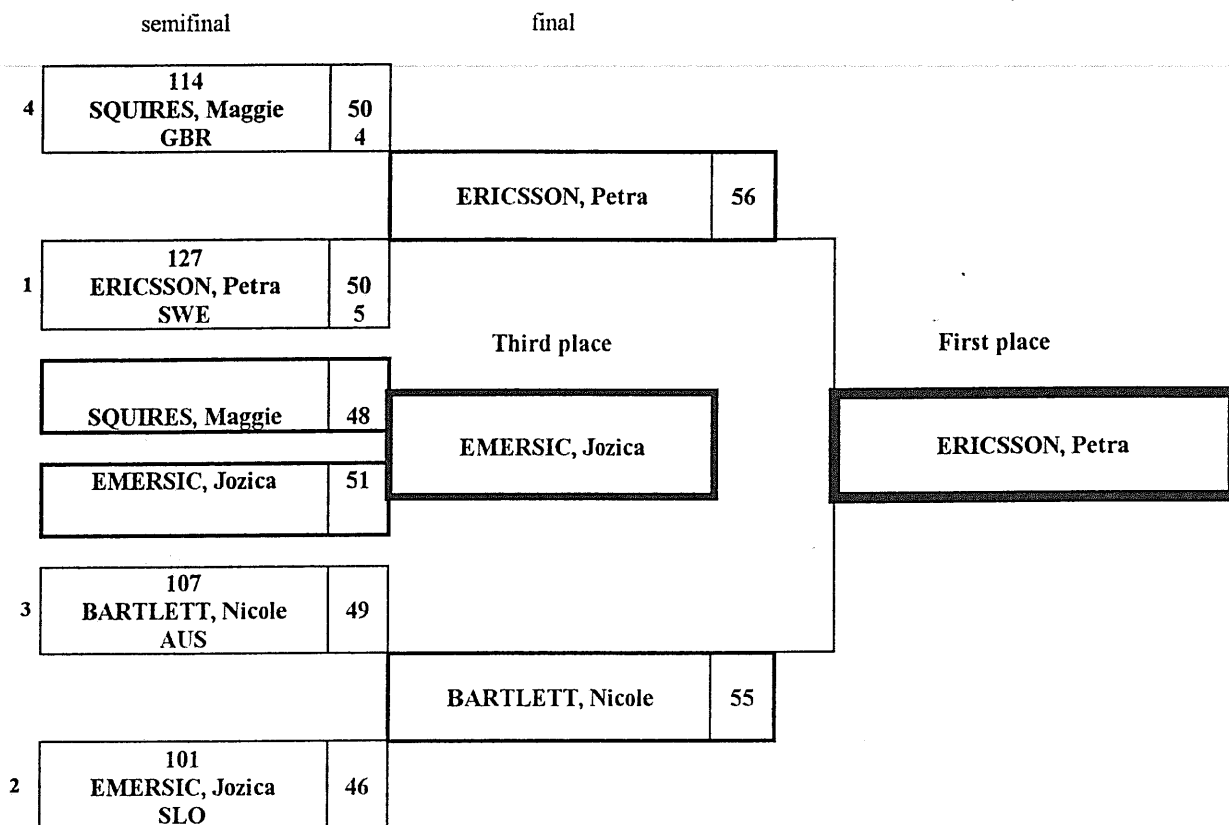 semifinal final
114
4 SQUIRES, Maggie 50
GBR 4
ERICSSON, Petra 56
127
1 ERICSSON, Petra 50
SWE 5
Third place First place
SQUIRES, Maggie 48
EMERSIC, Jozica ERICSSON, Petra
EMERSIC, Jozica 51
107
3 BARTLETT, Nicole 49
AUS
BARTLETT, Nicole 55
101
2 EMERSIC, Jozica 46
SLO